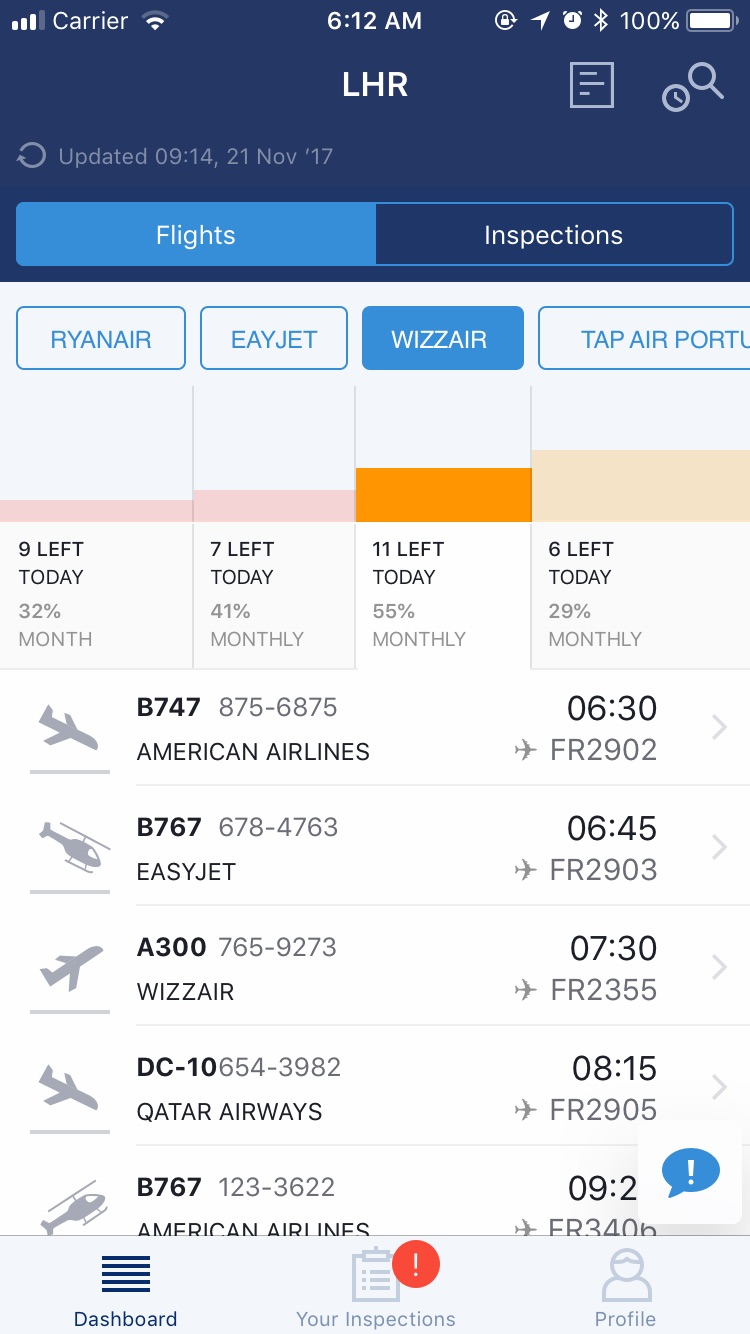 Carrier 6:12 AM 100%
LHR
Updated 09:14, 21 Nov ’17
Flights Inspections
RYANAIR EAYJET WIZZAIR TAP AIR PORTU
9 LEFT 7 LEFT 11 LEFT 6 LEFT
TODAY TODAY TODAY TODAY
32% 41% 55% 29%
MONTH MONTHLY MONTHLY MONTHLY
B747 875-6875 06:30
AMERICAN AIRLINES FR2902
B767 678-4763 06:45
EASYJET FR2903
A300 765-9273 07:30
WIZZAIR FR2355
DC-10 654-3982 08:15
QATAR AIRWAYS FR2905
B767 123-3622 09:2
AMERICAN AIRLINES FR3406
!
!
Dashboard Your Inspections Profile